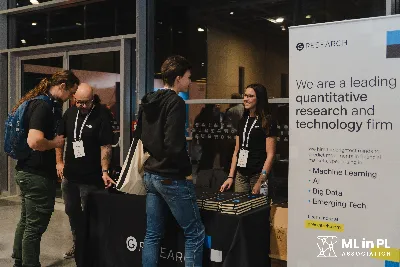 G RESEARCH
We are a leading
quantitative
research and
technology firm
• Machine Learning
• AI
• Big Data
• Emerging Tech
G RESEARCH
ML in PL
ASSOCIATION